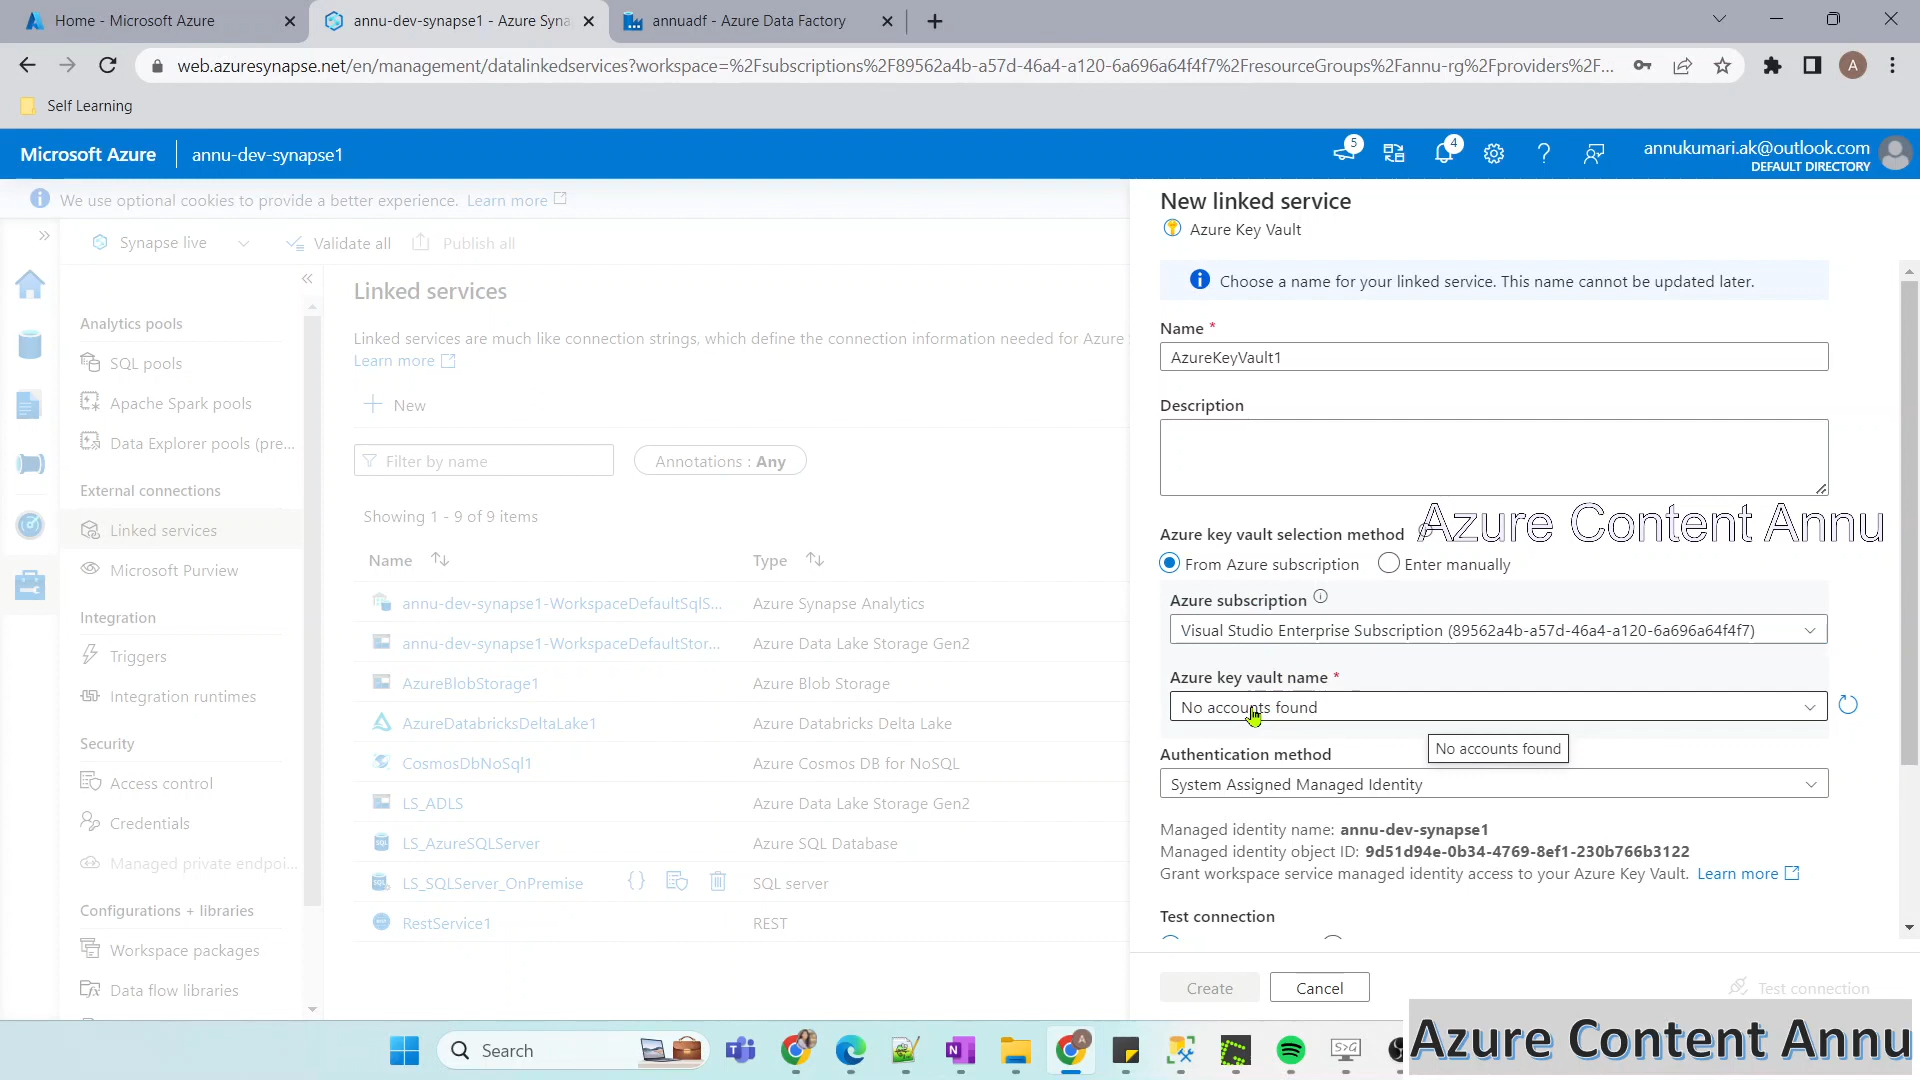 Home - Microsoft Azure
annu-dev-synapse1 - Azure Syna
annuadf - Azure Data Factory
web.azuresynapse.net/en/management/datalinkedservices?workspace=%2Fsubscriptions%2F89562a4b-a57d-46a4-a120-6a696a64f4f7%2FresourceGroups%2Fannu-rg%2Fproviders%2F...
A
Self Learning
Microsoft Azure
annu-dev-synapse1
5
4
annukumari.ak@outlook.com
DEFAULT DIRECTORY
We use optional cookies to provide a better experience. Learn more
Synapse live
Validate all
Publish all
Analytics pools
SQL pools
Apache Spark pools
Data Explorer pools (pre...
External connections
Linked services
Microsoft Purview
Integration
Triggers
Integration runtimes
Security
Access control
Credentials
Managed private endpoi...
Configurations + libraries
Workspace packages
Data flow libraries
Linked services
Linked services are much like connection strings, which define the connection information needed for Azure
Learn more
New
Filter by name
Annotations : Any
Showing 1 - 9 of 9 items
Name Type
annu-dev-synapse1-WorkspaceDefaultSqlS... Azure Synapse Analytics
annu-dev-synapse1-WorkspaceDefaultStor... Azure Data Lake Storage Gen2
AzureBlobStorage1 Azure Blob Storage
AzureDatabricksDeltaLake1 Azure Databricks Delta Lake
CosmosDbNoSql1 Azure Cosmos DB for NoSQL
LS_ADLS Azure Data Lake Storage Gen2
LS_AzureSQLServer Azure SQL Database
LS_SQLServer_OnPremise SQL server
RestService1 REST
New linked service
Azure Key Vault
Choose a name for your linked service. This name cannot be updated later.
Name *
AzureKeyVault1
Description
Azure key vault selection method
Azure Content Annu
From Azure subscription
Enter manually
Azure subscription
Visual Studio Enterprise Subscription (89562a4b-a57d-46a4-a120-6a696a64f4f7)
Azure key vault name *
No accounts found
No accounts found
Authentication method
System Assigned Managed Identity
Managed identity name: annu-dev-synapse1
Managed identity object ID: 9d51d94e-0b34-4769-8ef1-230b766b3122
Grant workspace service managed identity access to your Azure Key Vault. Learn more
Test connection
Create
Cancel
Test connection
Search
Azure Content Annu